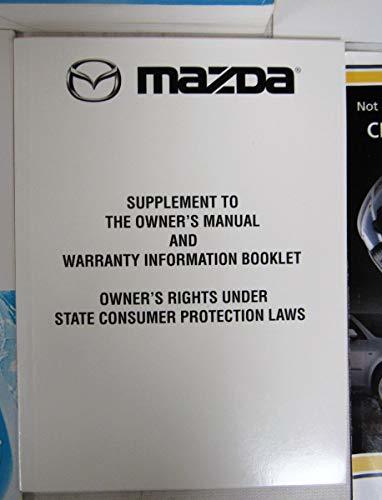 mazda®
SUPPLEMENT TO
THE OWNER'S MANUAL
AND
WARRANTY INFORMATION BOOKLET
OWNER'S RIGHTS UNDER
STATE CONSUMER PROTECTION LAWS
Not